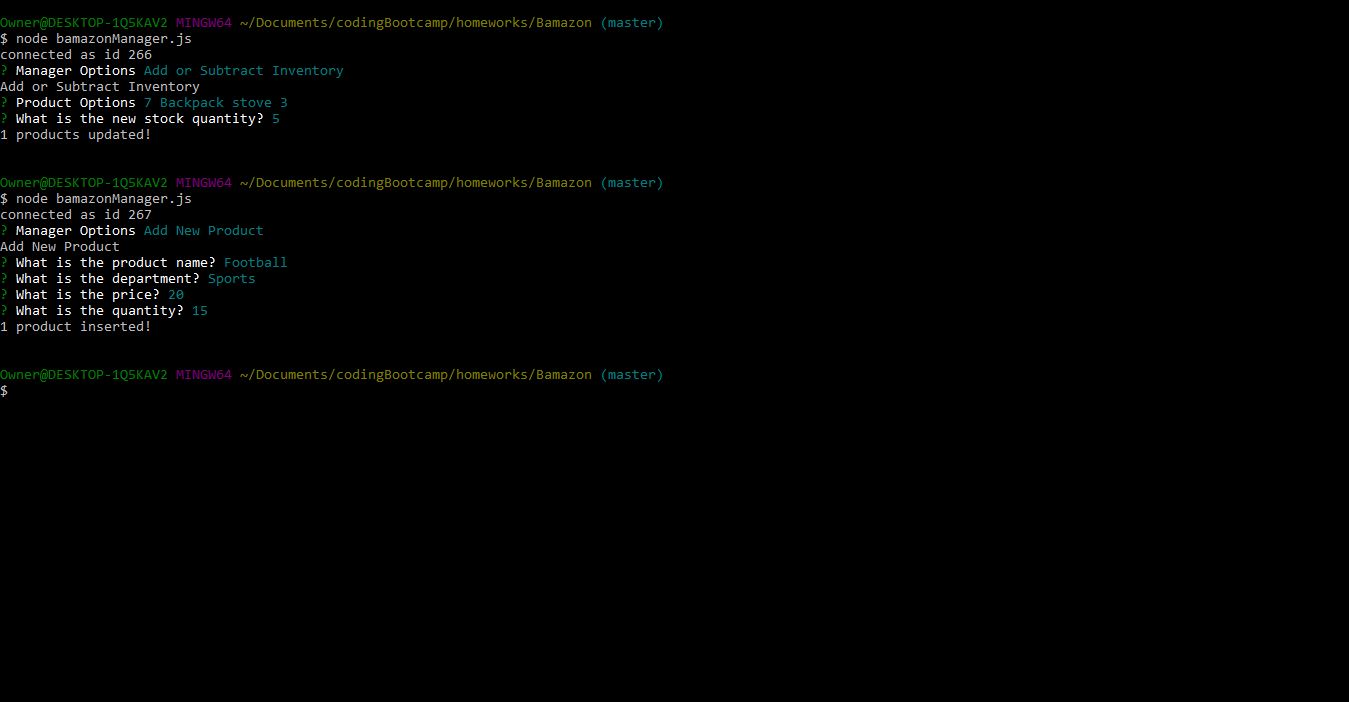 Owner@DESKTOP-1Q5KAV2 MINGW64 ~/Documents/codingBootcamp/homeworks/Bamazon (master)
$ node bamazonManager.js
connected as id 266
? Manager Options Add or Subtract Inventory
Add or Subtract Inventory
? Product Options 7 Backpack stove 3
? What is the new stock quantity? 5
1 products updated!
Owner@DESKTOP-1Q5KAV2 MINGW64 ~/Documents/codingBootcamp/homeworks/Bamazon (master)
$ node bamazonManager.js
connected as id 267
? Manager Options Add New Product
Add New Product
? What is the product name? Football
? What is the department? Sports
? What is the price? 20
? What is the quantity? 15
1 product inserted!
Owner@DESKTOP-1Q5KAV2 MINGW64 ~/Documents/codingBootcamp/homeworks/Bamazon (master)
$